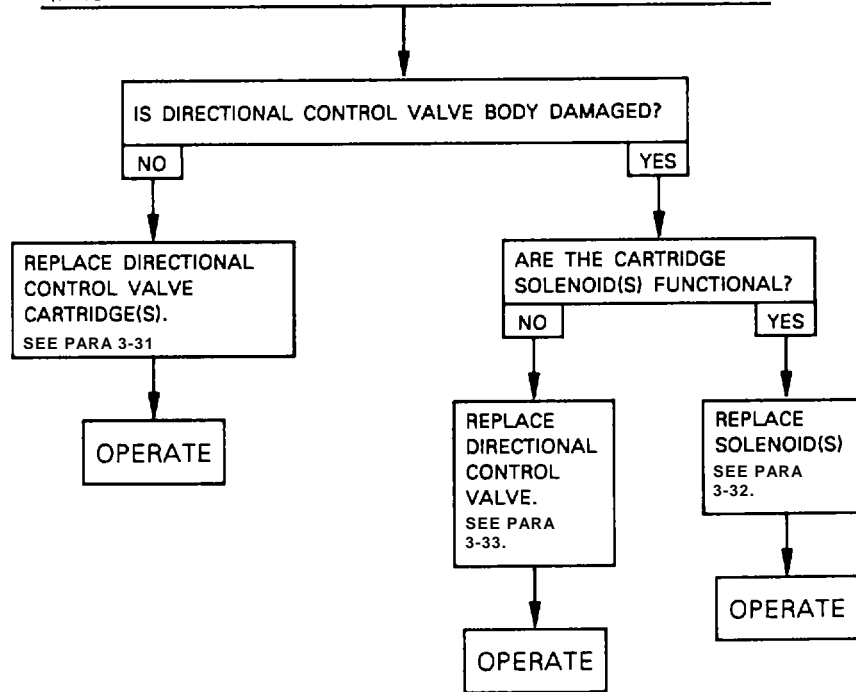 IS DIRECTIONAL CONTROL VALVE BODY DAMAGED?
NO
YES
REPLACE DIRECTIONAL
CONTROL VALVE
CARTRIDGE(S).
SEE PARA 3-31
OPERATE
ARE THE CARTRIDGE
SOLENOID(S) FUNCTIONAL?
NO
YES
REPLACE
DIRECTIONAL
CONTROL
VALVE.
SEE PARA
3-33.
OPERATE
REPLACE
SOLENOID(S)
SEE PARA
3-32.
OPERATE